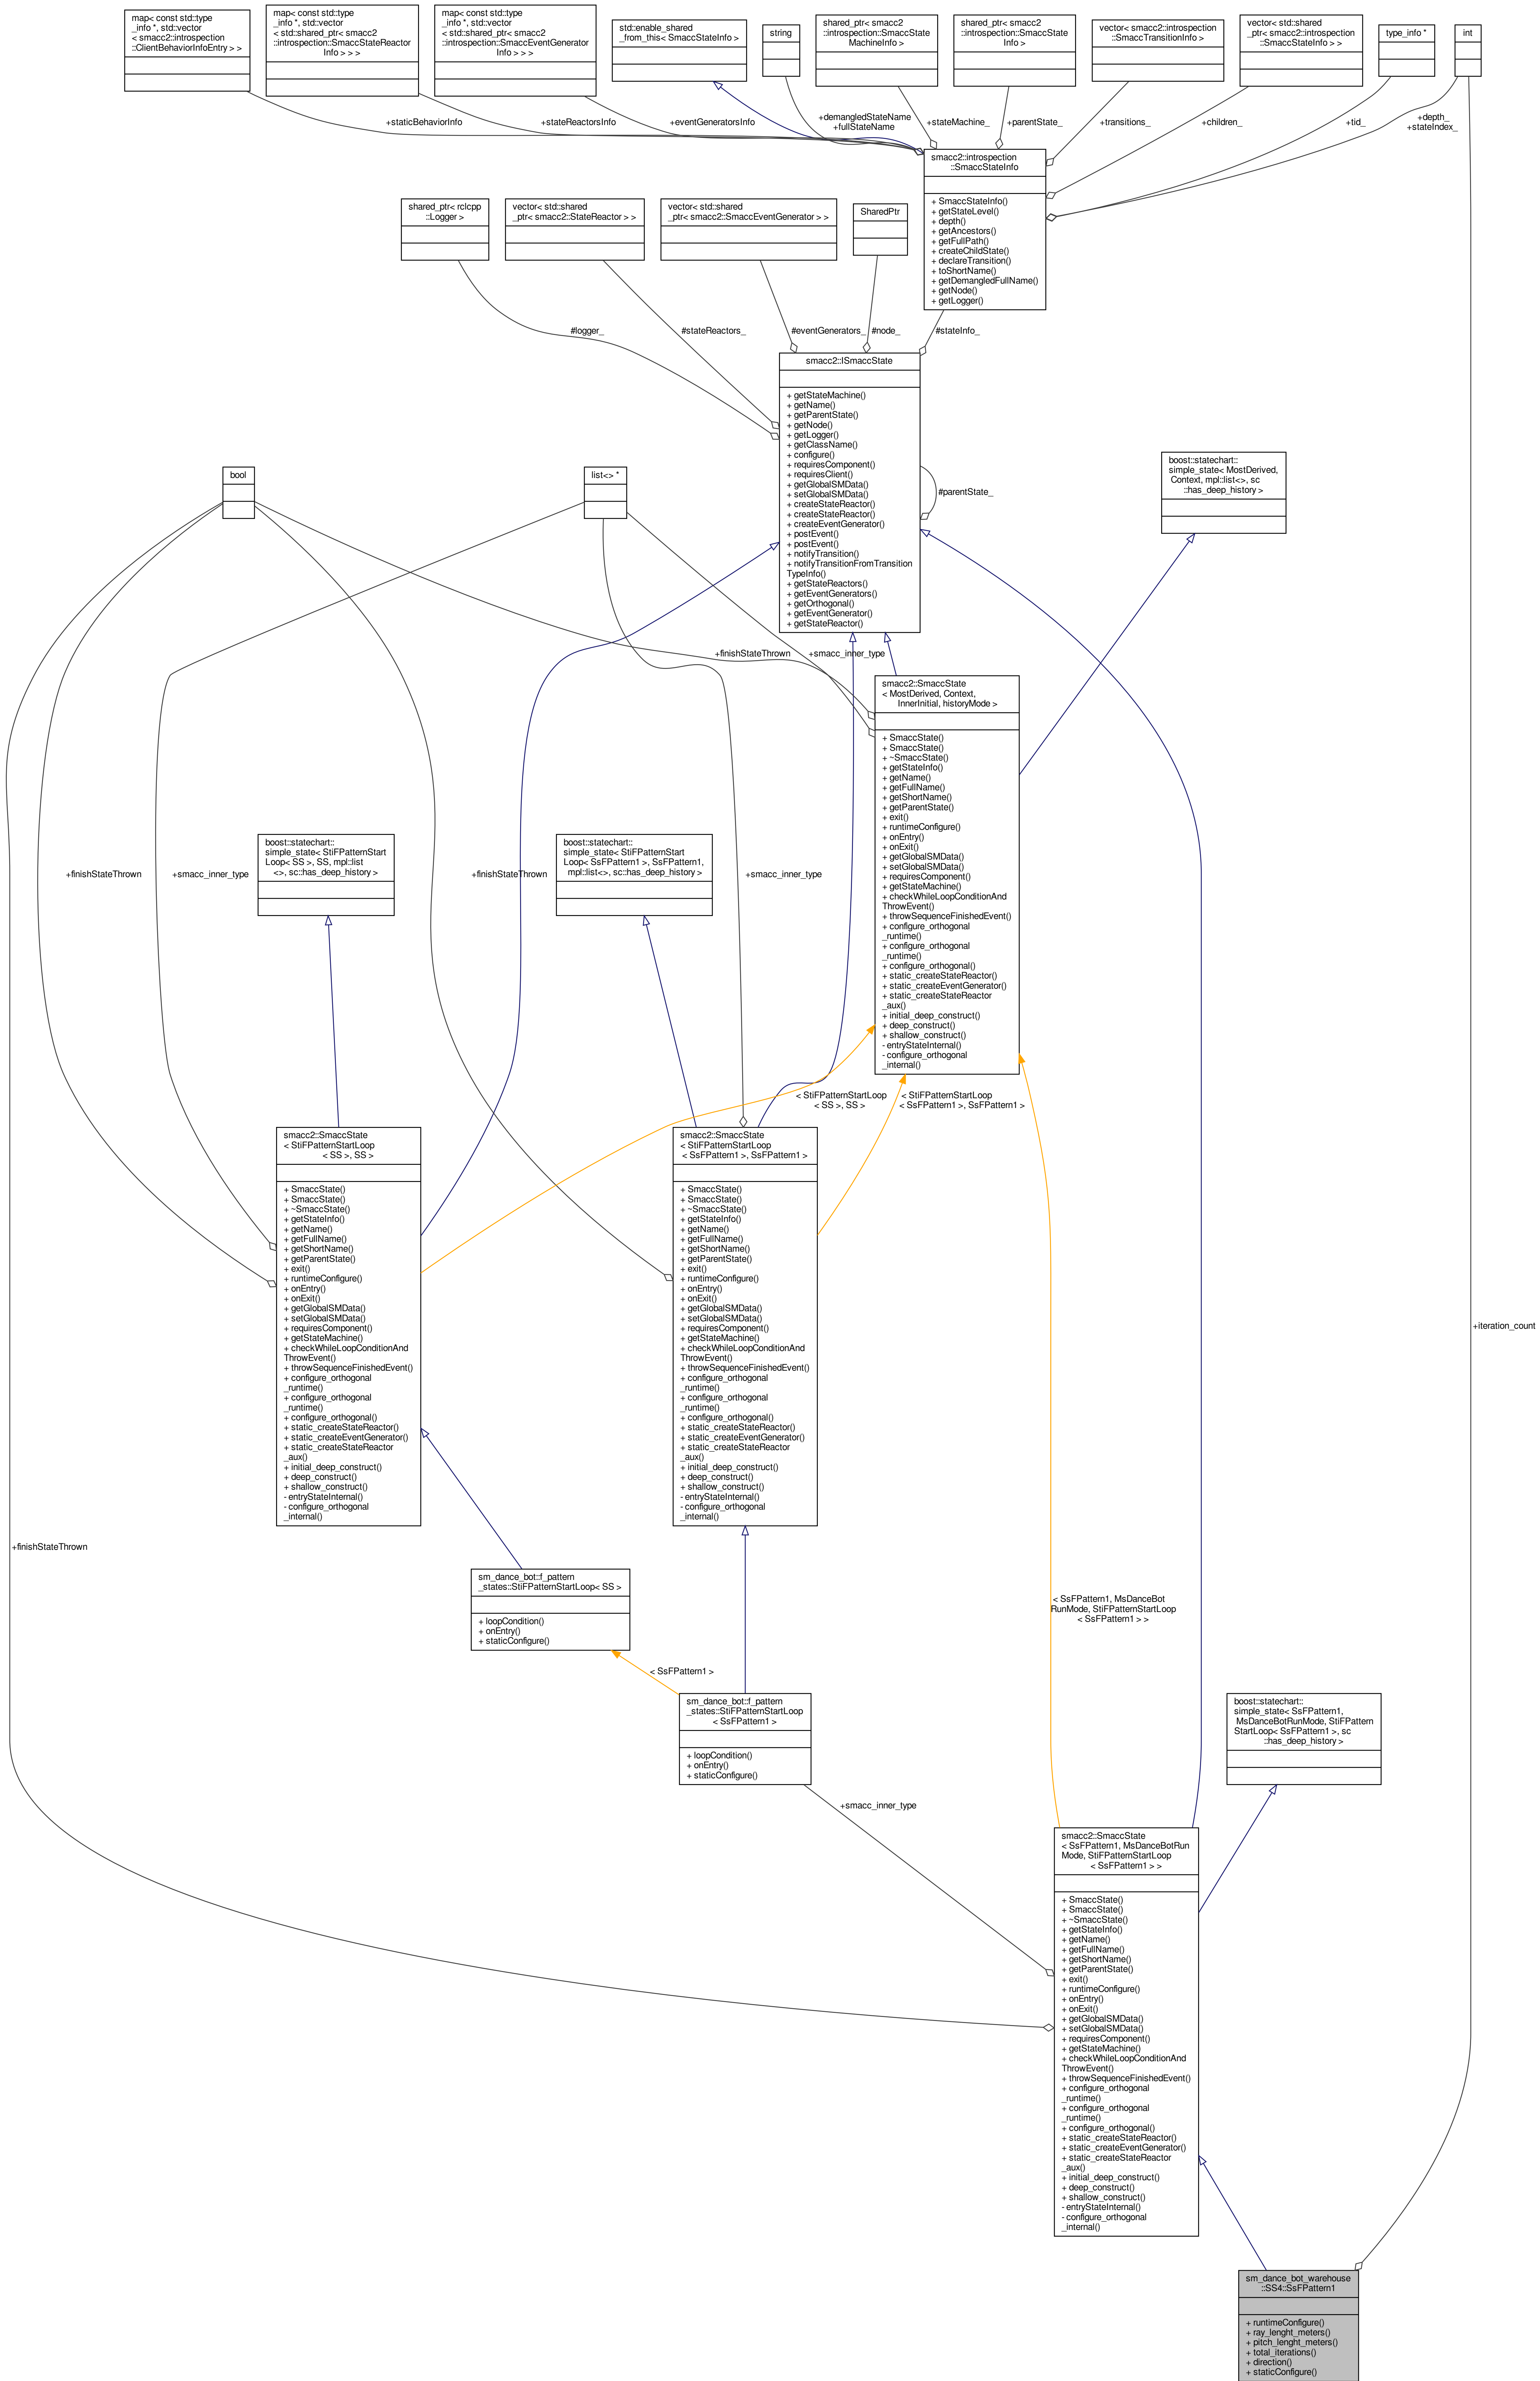 map< const std::type
_info *, std::vector
< smacc2::introspection
::ClientBehaviorInfoEntry > >
map< const std::type
_info *, std::vector
< std::shared_ptr< smacc2
::introspection::SmaccStateReactor
Info > > >
map< const std::type
_info *, std::vector
< std::shared_ptr< smacc2
::introspection::SmaccEventGenerator
Info > > >
std::enable_shared
_from_this< SmaccStateInfo >
string
shared_ptr< smacc2
::introspection::SmaccState
MachineInfo >
shared_ptr< smacc2
::introspection::SmaccState
Info >
vector< smacc2::introspection
::SmaccTransitionInfo >
vector< std::shared
_ptr< smacc2::introspection
::SmaccStateInfo > >
type_info *
int
+staticBehaviorInfo
+stateReactorsInfo
+eventGeneratorsInfo
+demangledStateName
+fullStateName
+stateMachine_
+parentState_
+transitions_
+children_
+tid_
+depth_
+stateIndex_
smacc2::introspection
::SmaccStateInfo
+ SmaccStateInfo()
+ getStateLevel()
+ depth()
+ getAncestors()
+ getFullPath()
+ createChildState()
+ declareTransition()
+ toShortName()
+ getDemangledFullName()
+ getNode()
+ getLogger()
shared_ptr< rclcpp
::Logger >
vector< std::shared
_ptr< smacc2::StateReactor > >
vector< std::shared
_ptr< smacc2::SmaccEventGenerator > >
SharedPtr
#logger_
#stateReactors_
#eventGenerators_
#node_
#stateInfo_
smacc2::ISmaccState
+ getStateMachine()
+ getName()
+ getParentState()
+ getNode()
+ getLogger()
+ getClassName()
+ configure()
+ requiresComponent()
+ requiresClient()
+ getGlobalSMData()
+ setGlobalSMData()
+ createStateReactor()
+ createStateReactor()
+ createEventGenerator()
+ postEvent()
+ postEvent()
+ notifyTransition()
+ notifyTransitionFromTransition
TypeInfo()
+ getStateReactors()
+ getEventGenerators()
+ getOrthogonal()
+ getEventGenerator()
+ getStateReactor()
#parentState_
bool
list<> *
boost::statechart::
simple_state< MostDerived,
Context, mpl::list<>, sc
::has_deep_history >
+finishStateThrown
+smacc_inner_type
smacc2::SmaccState
< MostDerived, Context,
InnerInitial, historyMode >
+ SmaccState()
+ SmaccState()
+ ~SmaccState()
+ getStateInfo()
+ getName()
+ getFullName()
+ getShortName()
+ getParentState()
+ exit()
+ runtimeConfigure()
+ onEntry()
+ onExit()
+ getGlobalSMData()
+ setGlobalSMData()
+ requiresComponent()
+ getStateMachine()
+ checkWhileLoopConditionAnd
ThrowEvent()
+ throwSequenceFinishedEvent()
+ configure_orthogonal
_runtime()
+ configure_orthogonal
_runtime()
+ configure_orthogonal()
+ static_createStateReactor()
+ static_createEventGenerator()
+ static_createStateReactor
_aux()
+ initial_deep_construct()
+ deep_construct()
+ shallow_construct()
- entryStateInternal()
- configure_orthogonal
_internal()
boost::statechart::
simple_state< StiFPatternStart
Loop< SS >, SS, mpl::list
<>, sc::has_deep_history >
boost::statechart::
simple_state< StiFPatternStart
Loop< SsFPattern1 >, SsFPattern1,
mpl::list<>, sc::has_deep_history >
+finishStateThrown
+smacc_inner_type
+finishStateThrown
+smacc_inner_type
< StiFPatternStartLoop
< SS >, SS >
< StiFPatternStartLoop
< SsFPattern1 >, SsFPattern1 >
smacc2::SmaccState
< StiFPatternStartLoop
< SS >, SS >
+ SmaccState()
+ SmaccState()
+ ~SmaccState()
+ getStateInfo()
+ getName()
+ getFullName()
+ getShortName()
+ getParentState()
+ exit()
+ runtimeConfigure()
+ onEntry()
+ onExit()
+ getGlobalSMData()
+ setGlobalSMData()
+ requiresComponent()
+ getStateMachine()
+ checkWhileLoopConditionAnd
ThrowEvent()
+ throwSequenceFinishedEvent()
+ configure_orthogonal
_runtime()
+ configure_orthogonal
_runtime()
+ configure_orthogonal()
+ static_createStateReactor()
+ static_createEventGenerator()
+ static_createStateReactor
_aux()
+ initial_deep_construct()
+ deep_construct()
+ shallow_construct()
- entryStateInternal()
- configure_orthogonal
_internal()
smacc2::SmaccState
< StiFPatternStartLoop
< SsFPattern1 >, SsFPattern1 >
+ SmaccState()
+ SmaccState()
+ ~SmaccState()
+ getStateInfo()
+ getName()
+ getFullName()
+ getShortName()
+ getParentState()
+ exit()
+ runtimeConfigure()
+ onEntry()
+ onExit()
+ getGlobalSMData()
+ setGlobalSMData()
+ requiresComponent()
+ getStateMachine()
+ checkWhileLoopConditionAnd
ThrowEvent()
+ throwSequenceFinishedEvent()
+ configure_orthogonal
_runtime()
+ configure_orthogonal
_runtime()
+ configure_orthogonal()
+ static_createStateReactor()
+ static_createEventGenerator()
+ static_createStateReactor
_aux()
+ initial_deep_construct()
+ deep_construct()
+ shallow_construct()
- entryStateInternal()
- configure_orthogonal
_internal()
+iteration_count
+finishStateThrown
sm_dance_bot::f_pattern
_states::StiFPatternStartLoop< SS >
+ loopCondition()
+ onEntry()
+ staticConfigure()
< SsFPattern1, MsDanceBot
RunMode, StiFPatternStartLoop
< SsFPattern1 > >
< SsFPattern1 >
sm_dance_bot::f_pattern
_states::StiFPatternStartLoop
< SsFPattern1 >
+ loopCondition()
+ onEntry()
+ staticConfigure()
boost::statechart::
simple_state< SsFPattern1,
MsDanceBotRunMode, StiFPattern
StartLoop< SsFPattern1 >, sc
::has_deep_history >
+smacc_inner_type
smacc2::SmaccState
< SsFPattern1, MsDanceBotRun
Mode, StiFPatternStartLoop
< SsFPattern1 > >
+ SmaccState()
+ SmaccState()
+ ~SmaccState()
+ getStateInfo()
+ getName()
+ getFullName()
+ getShortName()
+ getParentState()
+ exit()
+ runtimeConfigure()
+ onEntry()
+ onExit()
+ getGlobalSMData()
+ setGlobalSMData()
+ requiresComponent()
+ getStateMachine()
+ checkWhileLoopConditionAnd
ThrowEvent()
+ throwSequenceFinishedEvent()
+ configure_orthogonal
_runtime()
+ configure_orthogonal
_runtime()
+ configure_orthogonal()
+ static_createStateReactor()
+ static_createEventGenerator()
+ static_createStateReactor
_aux()
+ initial_deep_construct()
+ deep_construct()
+ shallow_construct()
- entryStateInternal()
- configure_orthogonal
_internal()
sm_dance_bot_warehouse
::SS4::SsFPattern1
+ runtimeConfigure()
+ ray_lenght_meters()
+ pitch_lenght_meters()
+ total_iterations()
+ direction()
+ staticConfigure()